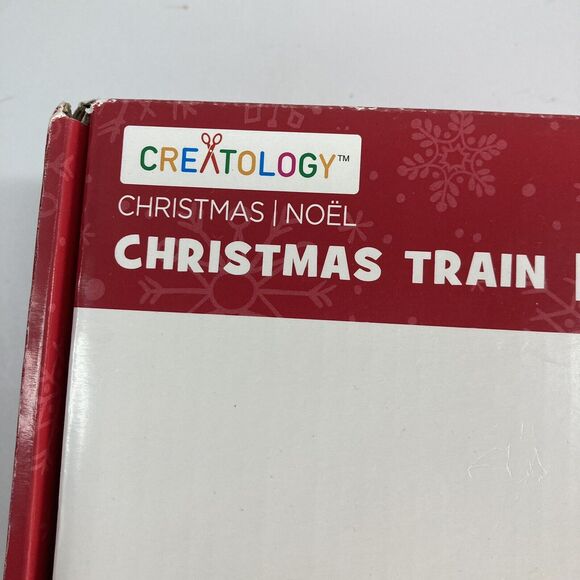 CREATOLOGY™
CHRISTMAS | NOËL
CHRISTMAS TRAIN